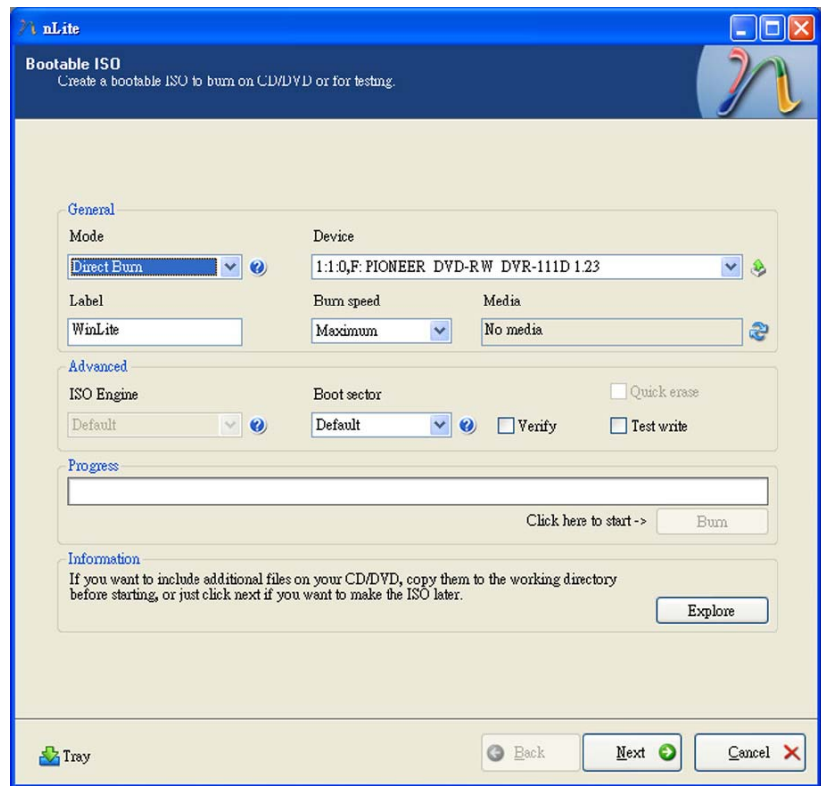 nLite
Bootable ISO
Create a bootable ISO to burn on CD/DVD or for testing.
General
Mode
Device
Direct Burn
1:1:0,F: PIONEER DVD-RW DVR-111D 1.23
Label
Burn speed
Media
WinLite
Maximum
No media
Advanced
ISO Engine
Boot sector
Quick erase
Default
Default
Verify
Test write
Progress
Click here to start ->
Burn
Information
If you want to include additional files on your CD/DVD, copy them to the working directory
before starting, or just click next if you want to make the ISO later.
Explore
Tray
Back
Next
Cancel